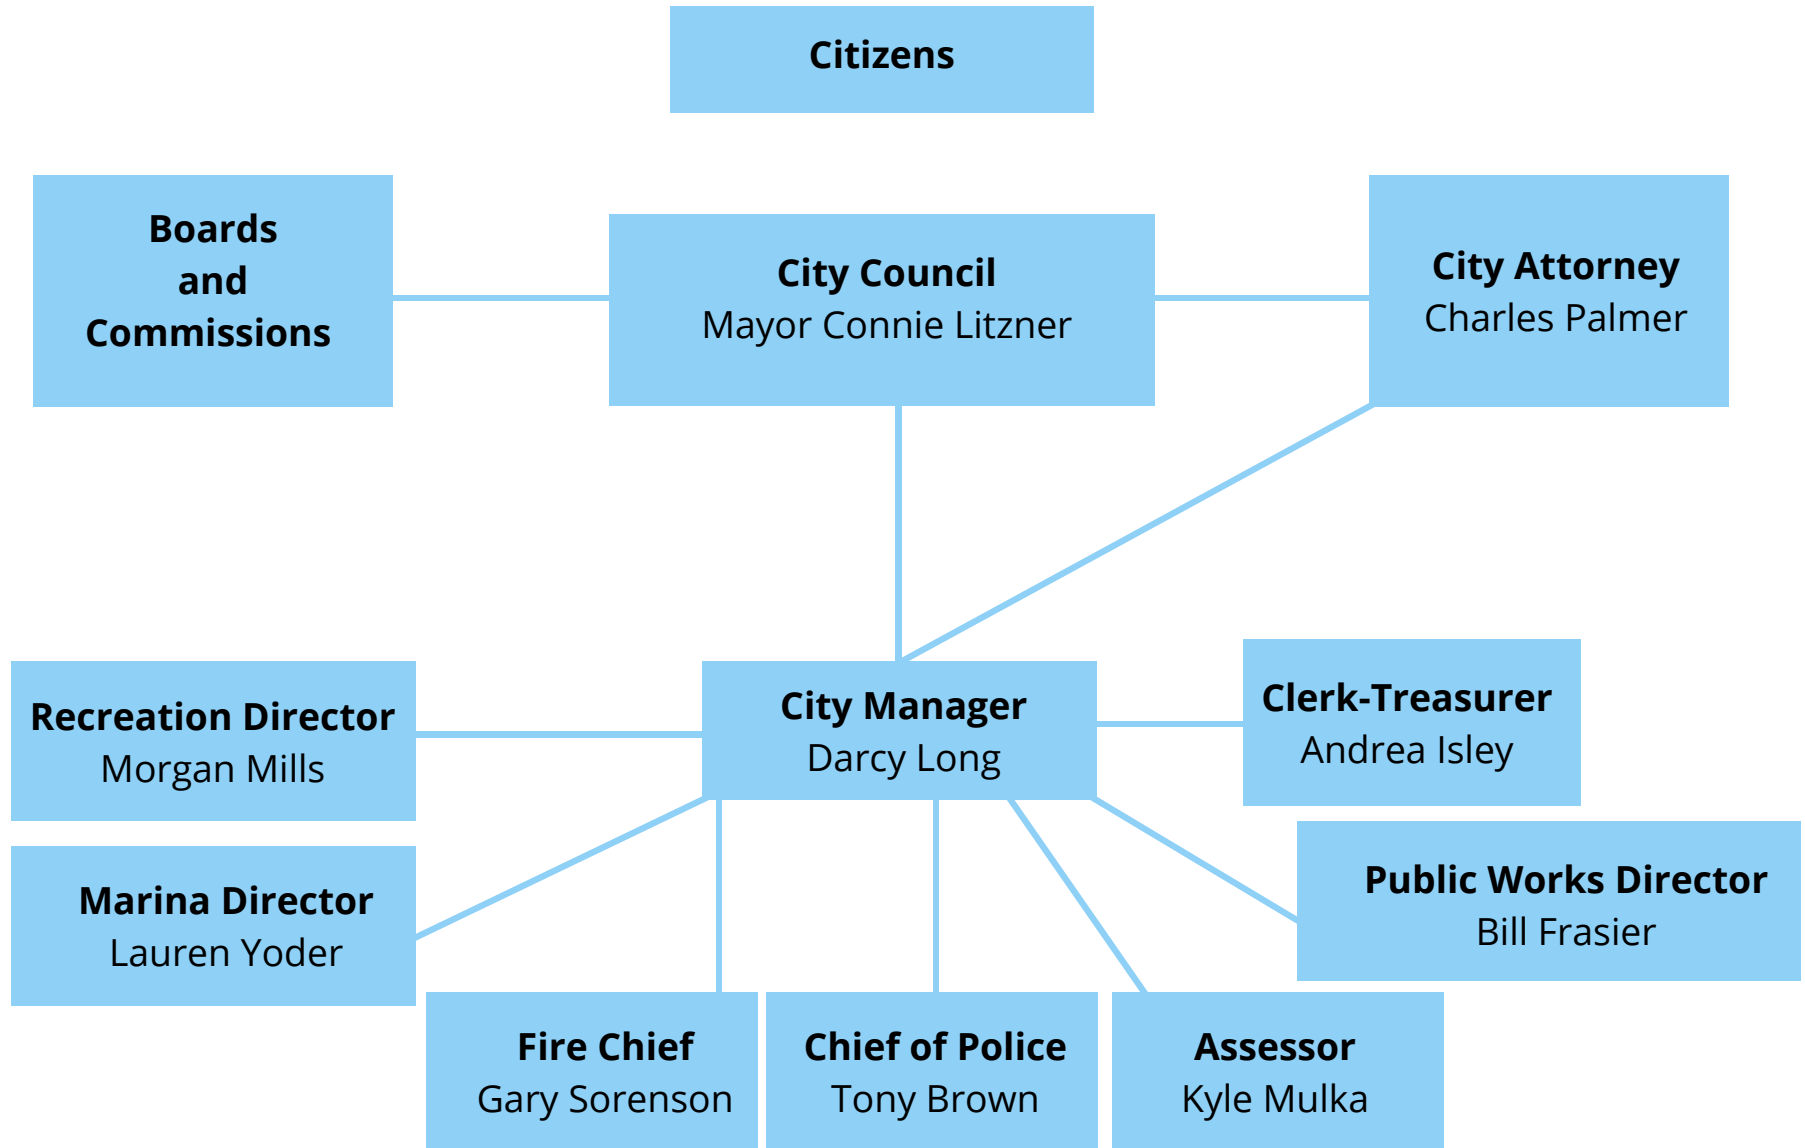 Citizens
Boards
and
Commissions
City Council
Mayor Connie Litzner
City Attorney
Charles Palmer
Recreation Director
Morgan Mills
City Manager
Darcy Long
Clerk-Treasurer
Andrea Isley
Marina Director
Lauren Yoder
Public Works Director
Bill Frasier
Fire Chief
Gary Sorenson
Chief of Police
Tony Brown
Assessor
Kyle Mulka